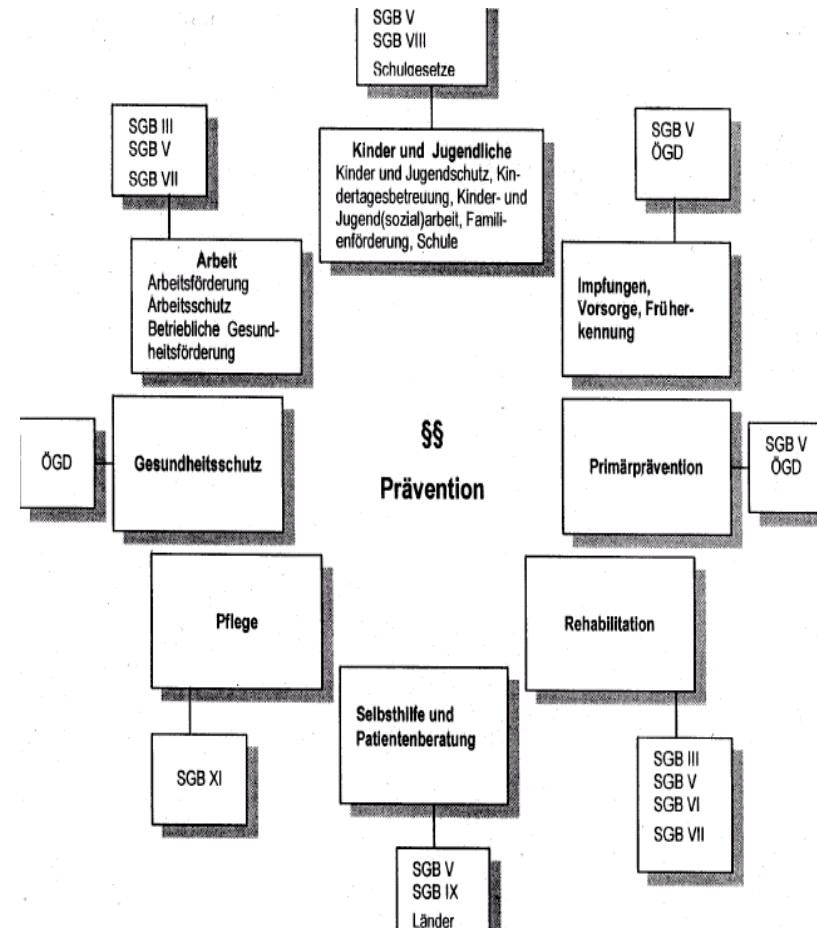 SGB V
SGB VIII
Schulgesetze
Kinder und Jugendliche
Kinder und Jugendschutz, Kin-
dertagesbetreuung, Kinder- und
Jugend(sozial)arbeit, Famili-
enförderung, Schule
SGB III
SGB V
SGB VII
Arbeit
Arbeitsförderung
Arbeitsschutz
Betriebliche Gesund-
heitsförderung
SGB V
ÖGD
Impfungen,
Vorsorge, Früher-
kennung
ÖGD
Gesundheitsschutz
§§
Prävention
Primärprävention
SGB V
ÖGD
Pflege
SGB XI
Selbsthilfe und
Patientenberatung
SGB V
SGB IX
Länder
Rehabilitation
SGB III
SGB V
SGB VI
SGB VII